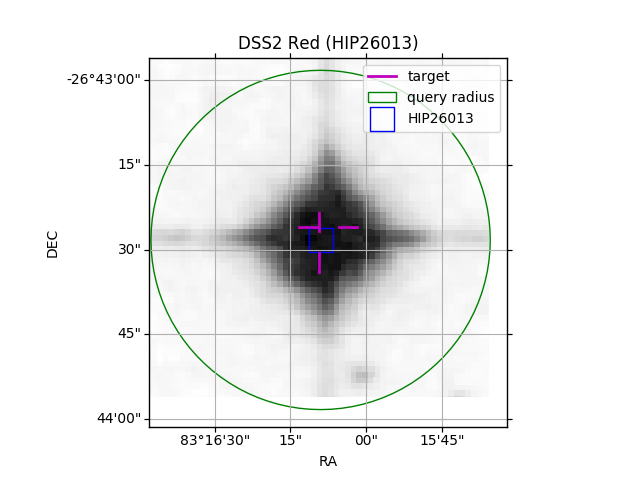 DSS2 Red (HIP26013)
target
query radius
HIP26013
-26°43'00"
15"
30"
45"
44'00"
DEC
83°16'30" 15" 00" 15'45"
RA